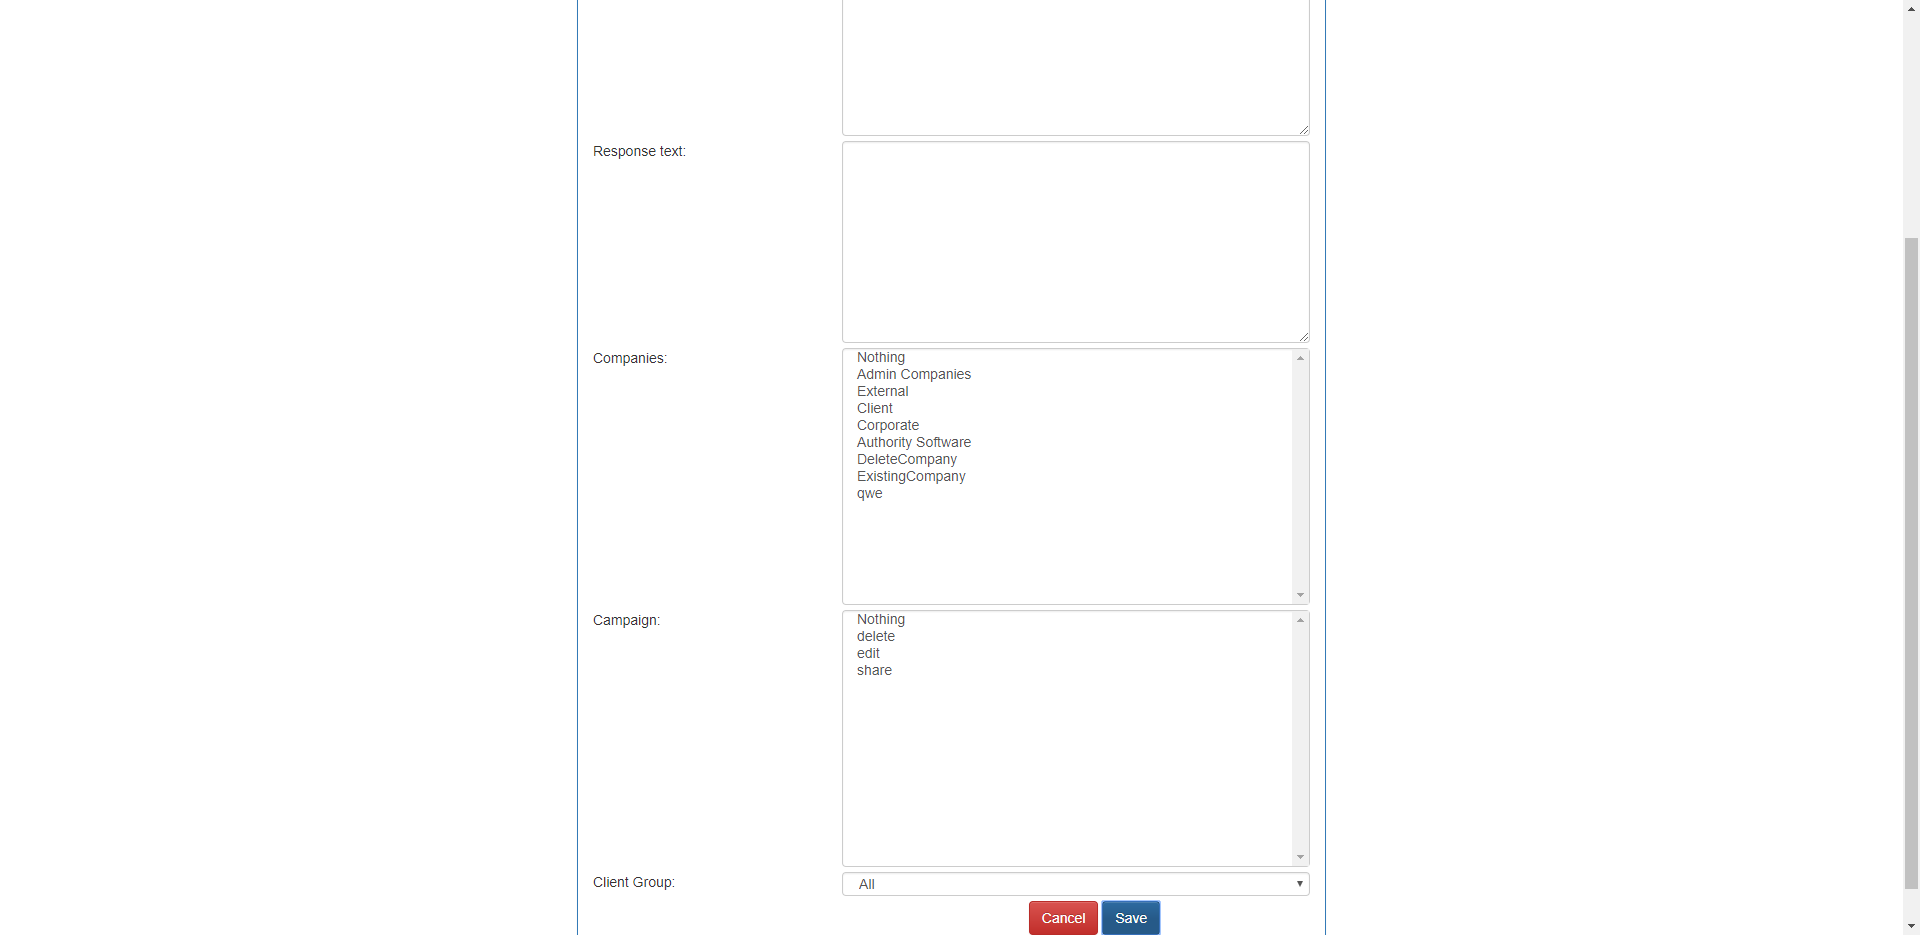 Response text:
Companies:
Nothing
Admin Companies
External
Client
Corporate
Authority Software
DeleteCompany
ExistingCompany
qwe
Campaign:
Nothing
delete
edit
share
Client Group:
All
Cancel Save